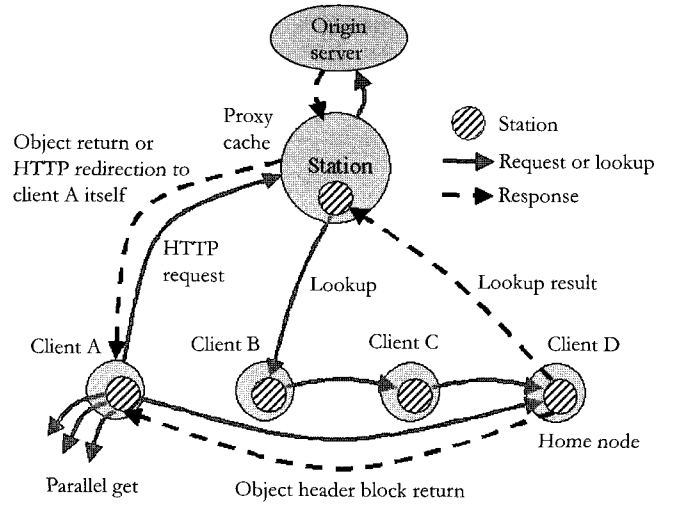 Origin
server
Proxy
cache
Station
Station
Request or lookup
Response
Object return or
HTTP redirection to
client A itself
HTTP
request
Lookup
Lookup result
Client A
Client B
Client C
Client D
Home node
Parallel get
Object header block return